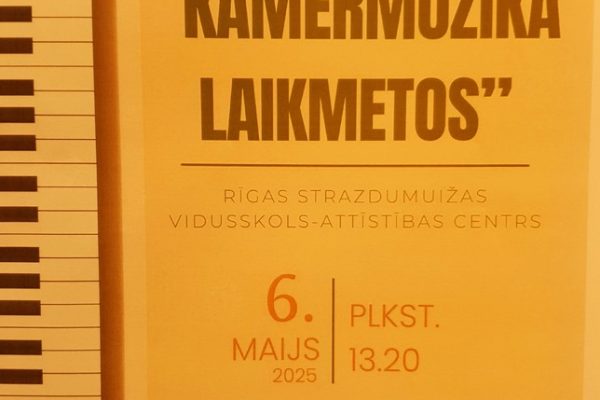 KAMERMŪZIKA
LAIKMETOS”
RĪGAS STRAZDUMUIŽAS
VIDUSSKOLS-ATTĪSTĪBAS CENTRS
6.
MAIJS
2025
PLKST.
13.20